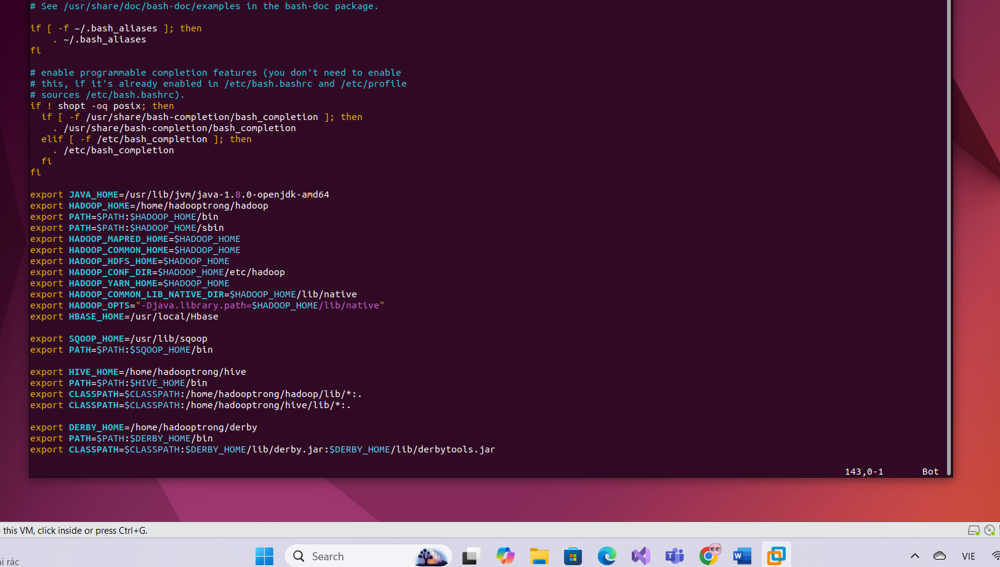 # See /usr/share/doc/bash-doc/examples in the bash-doc package.
if [ -f ~/.bash_aliases ]; then
    . ~/.bash_aliases
fi
# enable programmable completion features (you don't need to enable
# this, if it's already enabled in /etc/bash.bashrc and /etc/profile
# sources /etc/bash.bashrc).
if ! shopt -oq posix; then
  if [ -f /usr/share/bash-completion/bash_completion ]; then
    . /usr/share/bash-completion/bash_completion
  elif [ -f /etc/bash_completion ]; then
    . /etc/bash_completion
  fi
fi
export JAVA_HOME=/usr/lib/jvm/java-1.8.0-openjdk-amd64
export HADOOP_HOME=/home/hadooptrong/hadoop
export PATH=$PATH:$HADOOP_HOME/bin
export PATH=$PATH:$HADOOP_HOME/sbin
export HADOOP_MAPRED_HOME=$HADOOP_HOME
export HADOOP_COMMON_HOME=$HADOOP_HOME
export HADOOP_HDFS_HOME=$HADOOP_HOME
export HADOOP_CONF_DIR=$HADOOP_HOME/etc/hadoop
export HADOOP_YARN_HOME=$HADOOP_HOME
export HADOOP_COMMON_LIB_NATIVE_DIR=$HADOOP_HOME/lib/native
export HADOOP_OPTS="-Djava.library.path=$HADOOP_HOME/lib/native"
export HBASE_HOME=/usr/local/Hbase
export SQOOP_HOME=/usr/lib/sqoop
export PATH=$PATH:$SQOOP_HOME/bin
export HIVE_HOME=/home/hadooptrong/hive
export PATH=$PATH:$HIVE_HOME/bin
export CLASSPATH=$CLASSPATH:/home/hadooptrong/hadoop/lib/*:.
export CLASSPATH=$CLASSPATH:/home/hadooptrong/hive/lib/*:.
export DERBY_HOME=/home/hadooptrong/derby
export PATH=$PATH:$DERBY_HOME/bin
export CLASSPATH=$CLASSPATH:$DERBY_HOME/lib/derby.jar:$DERBY_HOME/lib/derbytools.jar
143,0-1 Bot
this VM, click inside or press Ctrl+G.
Search
VIE
rác